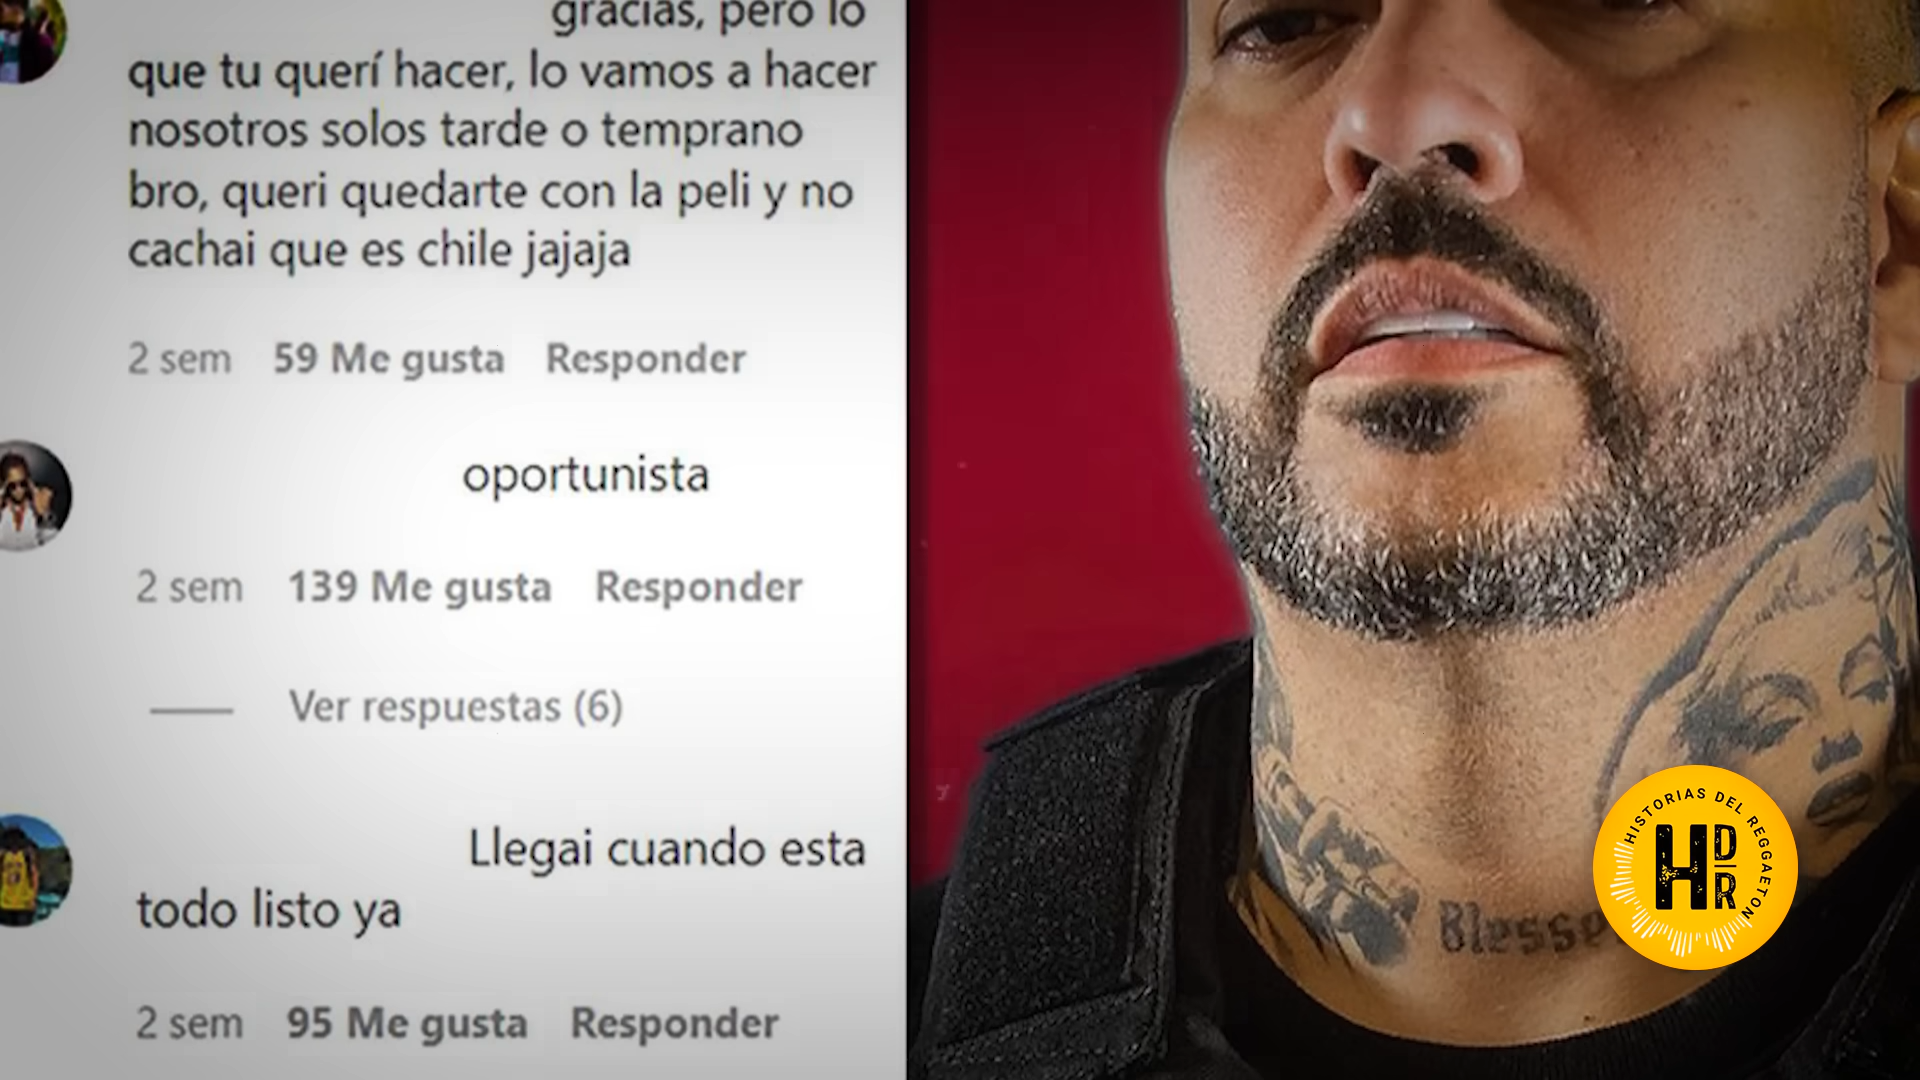 gracias, pero lo
que tu querí hacer, lo vamos a hacer
nosotros solos tarde o temprano
bro, queri quedarte con la peli y no
cachai que es chile jajaja
2 sem 59 Me gusta Responder
oportunista
2 sem 139 Me gusta Responder
Ver respuestas (6)
Llegai cuando esta
todo listo ya
2 sem 95 Me gusta Responder
Blesse
HISTORIAS DEL REGGAETON
HDR